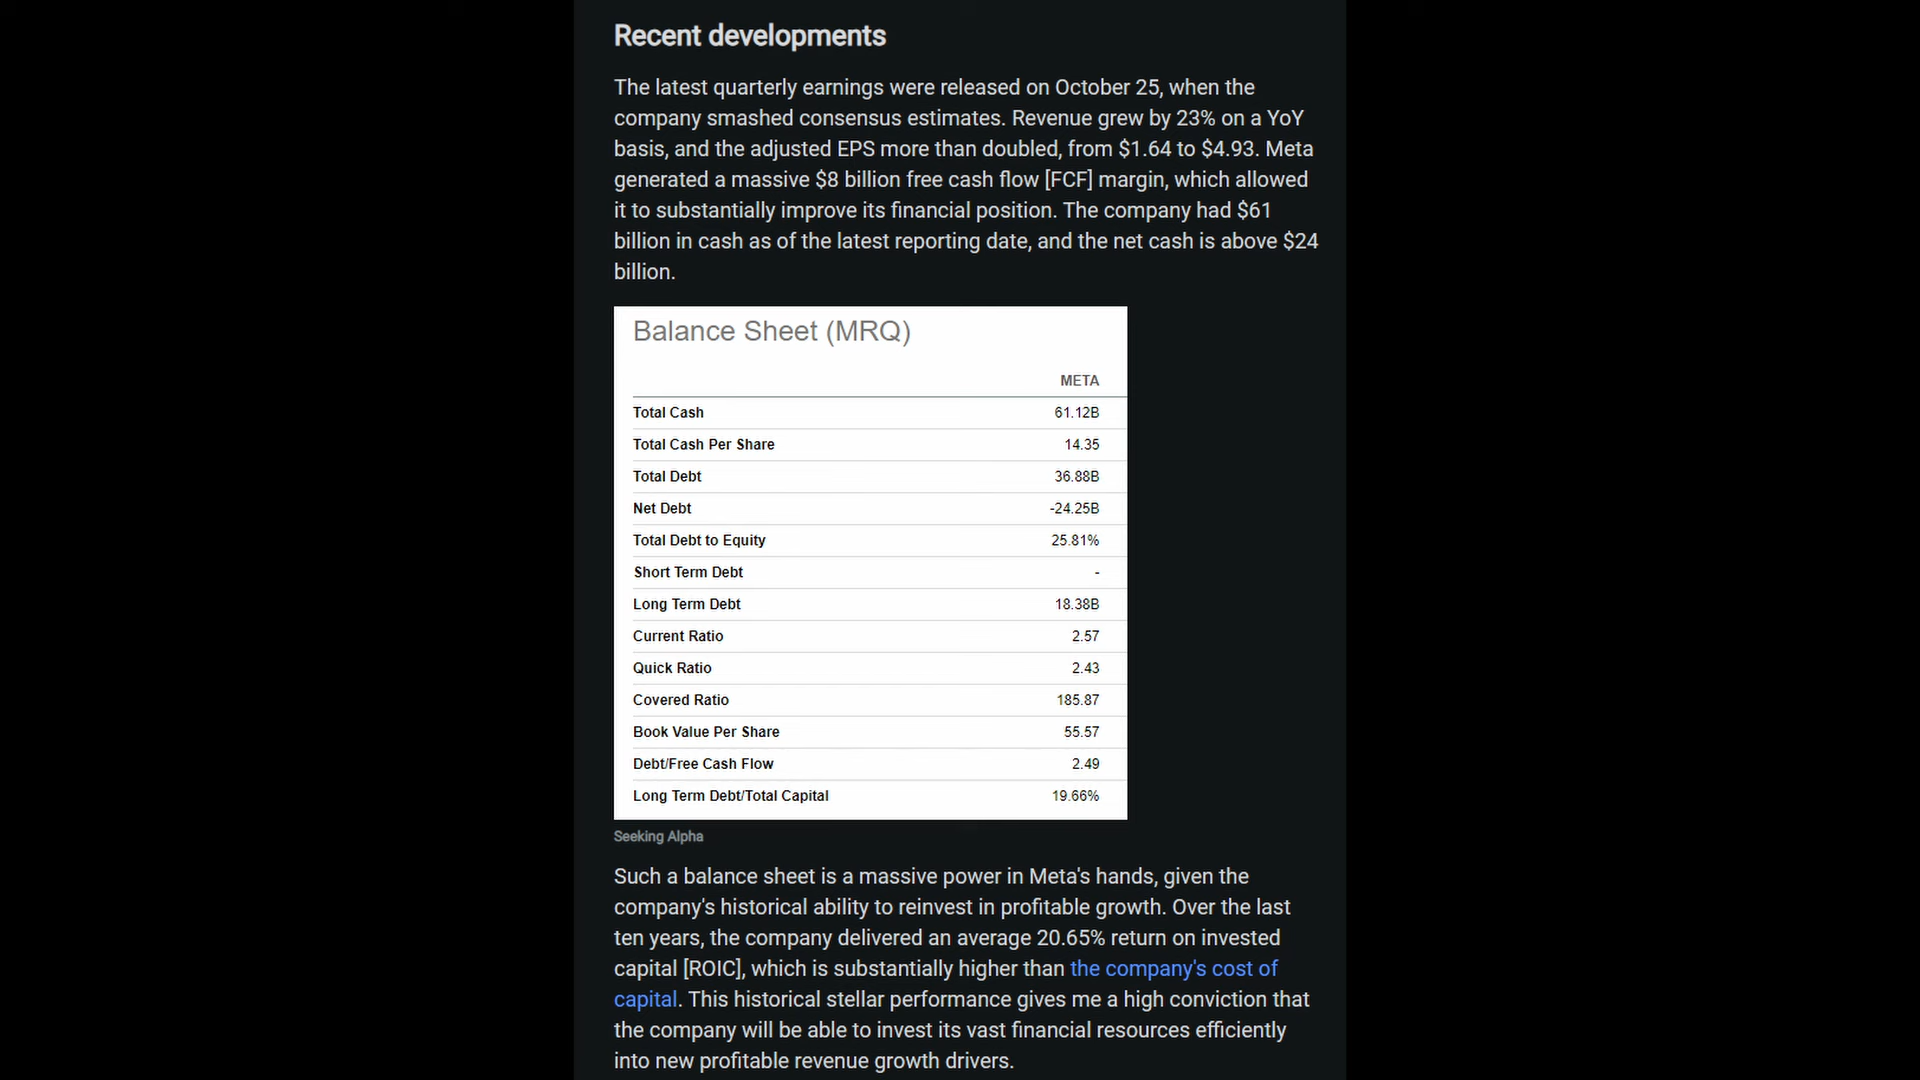 Recent developments
The latest quarterly earnings were released on October 25, when the
company smashed consensus estimates. Revenue grew by 23% on a YoY
basis, and the adjusted EPS more than doubled, from $1.64 to $4.93. Meta
generated a massive $8 billion free cash flow [FCF] margin, which allowed
it to substantially improve its financial position. The company had $61
billion in cash as of the latest reporting date, and the net cash is above $24
billion.
Balance Sheet (MRQ)
META
Total Cash 61.12B
Total Cash Per Share 14.35
Total Debt 36.88B
Net Debt -24.25B
Total Debt to Equity 25.81%
Short Term Debt -
Long Term Debt 18.38B
Current Ratio 2.57
Quick Ratio 2.43
Covered Ratio 185.87
Book Value Per Share 55.57
Debt/Free Cash Flow 2.49
Long Term Debt/Total Capital 19.66%
Seeking Alpha
Such a balance sheet is a massive power in Meta's hands, given the
company's historical ability to reinvest in profitable growth. Over the last
ten years, the company delivered an average 20.65% return on invested
capital [ROIC], which is substantially higher than the company's cost of
capital. This historical stellar performance gives me a high conviction that
the company will be able to invest its vast financial resources efficiently
into new profitable revenue growth drivers.